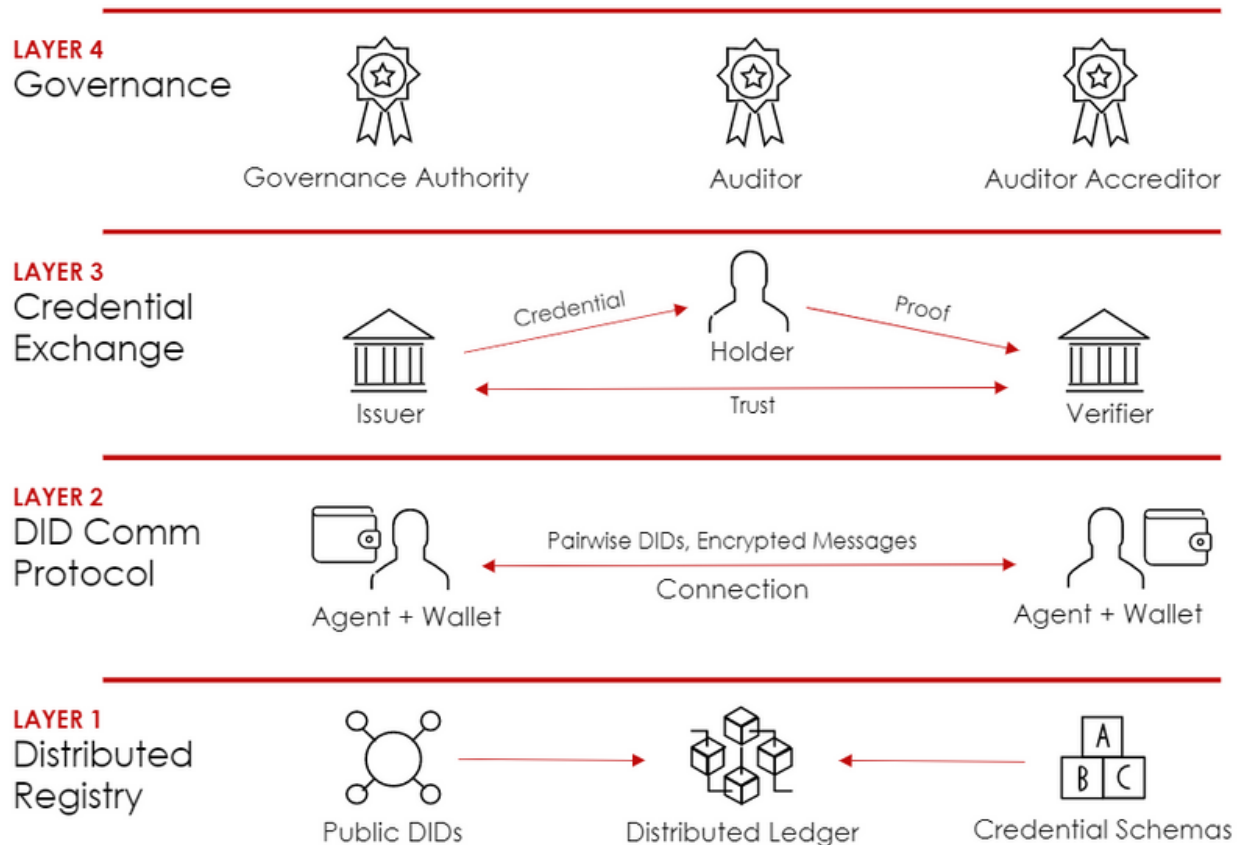 LAYER 4
Governance
Governance Authority
Auditor
Auditor Accreditor
LAYER 3
Credential
Exchange
Credential
Proof
Holder
Trust
Issuer
Verifier
LAYER 2
DID Comm
Protocol
Pairwise DIDs, Encrypted Messages
Connection
Agent + Wallet
Agent + Wallet
LAYER 1
Distributed
Registry
A
B C
Public DIDs
Distributed Ledger
Credential Schemas